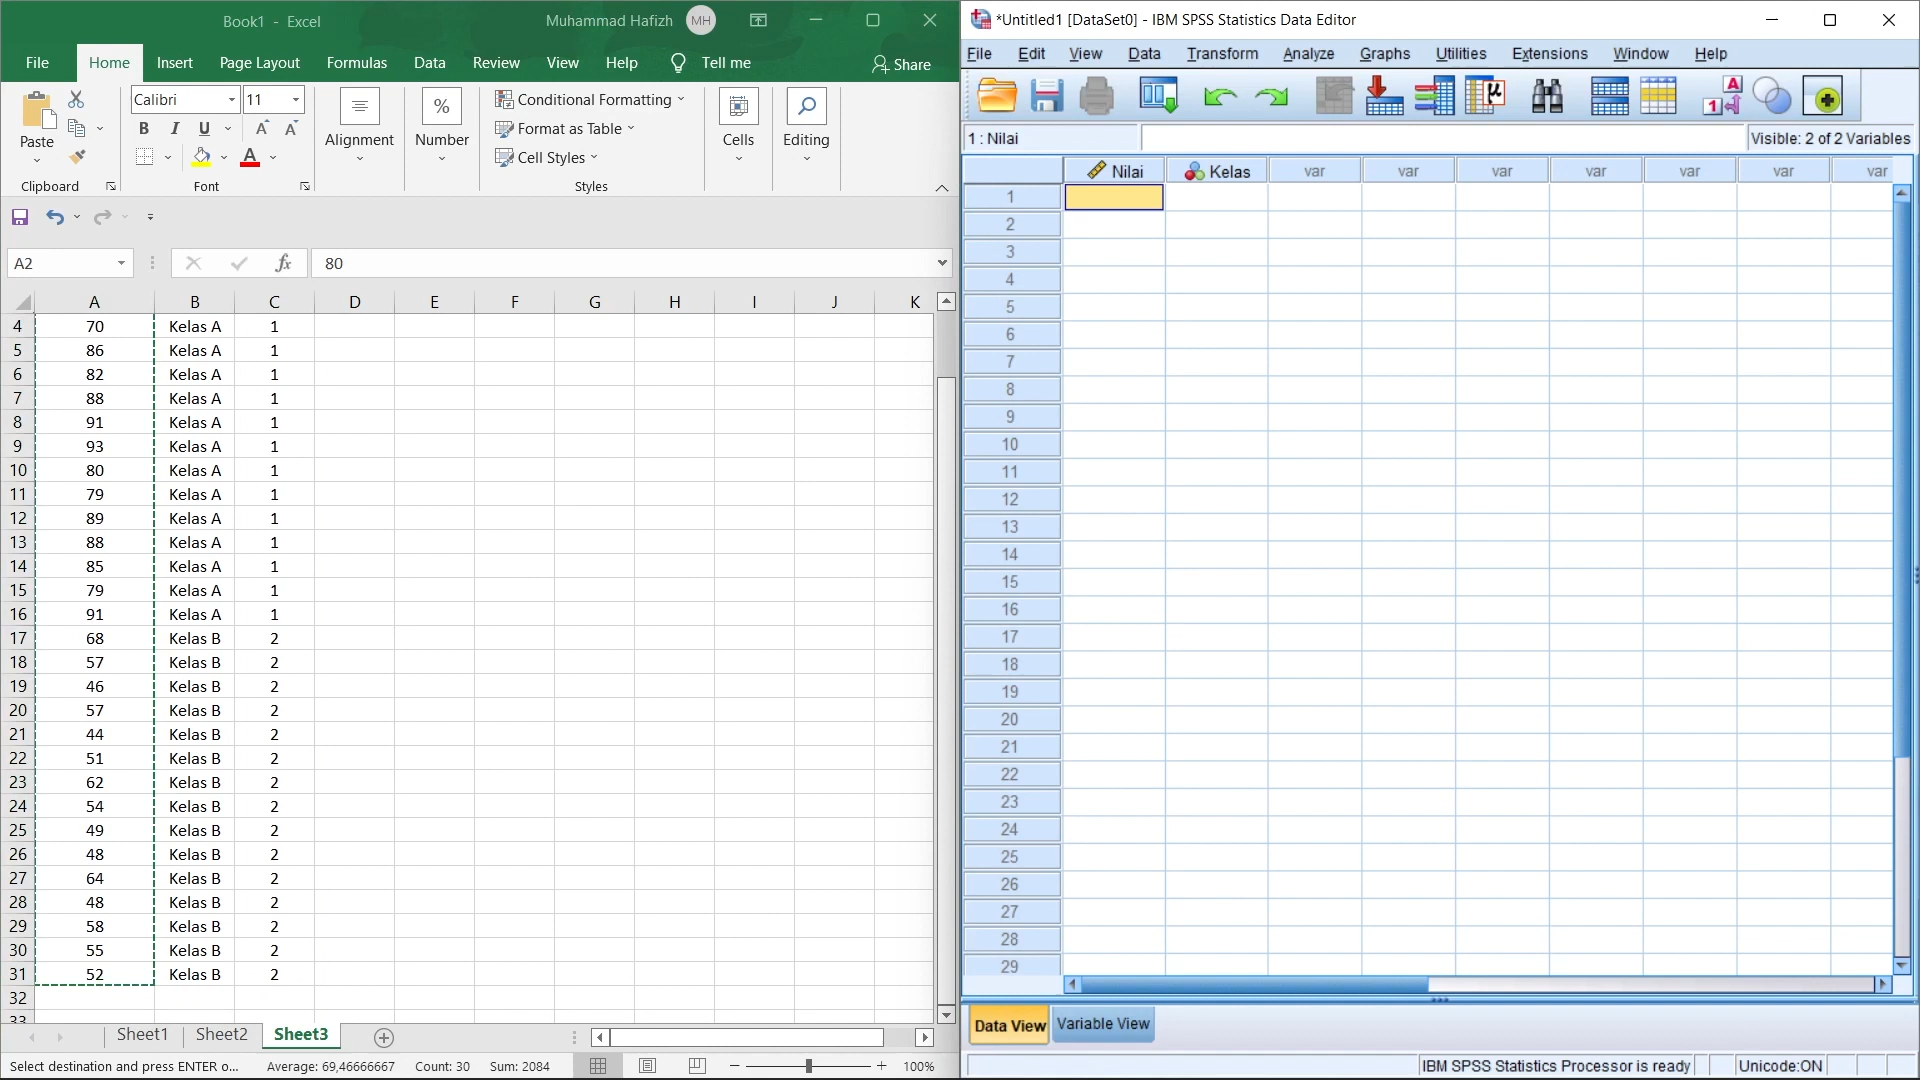 Book1 - Excel
Muhammad Hafizh MH
File Home Insert Page Layout Formulas Data Review View Help Tell me Share
Paste
Calibri 11
B I U A A
A
Alignment
%
Number
Conditional Formatting
Format as Table
Cell Styles
Cells
Editing
Clipboard Font Styles
A2 fx 80
A B C D E F G H I J K
4 70 Kelas A 1
5 86 Kelas A 1
6 82 Kelas A 1
7 88 Kelas A 1
8 91 Kelas A 1
9 93 Kelas A 1
10 80 Kelas A 1
11 79 Kelas A 1
12 89 Kelas A 1
13 88 Kelas A 1
14 85 Kelas A 1
15 79 Kelas A 1
16 91 Kelas A 1
17 68 Kelas B 2
18 57 Kelas B 2
19 46 Kelas B 2
20 57 Kelas B 2
21 44 Kelas B 2
22 51 Kelas B 2
23 62 Kelas B 2
24 54 Kelas B 2
25 49 Kelas B 2
26 48 Kelas B 2
27 64 Kelas B 2
28 48 Kelas B 2
29 58 Kelas B 2
30 55 Kelas B 2
31 52 Kelas B 2
32
33
Sheet1 Sheet2 Sheet3
Select destination and press ENTER o... Average: 69,46666667 Count: 30 Sum: 2084 100%
*Untitled1 [DataSet0] - IBM SPSS Statistics Data Editor
File Edit View Data Transform Analyze Graphs Utilities Extensions Window Help
1 : Nilai
Visible: 2 of 2 Variables
Nilai Kelas var var var var var var var
1
2
3
4
5
6
7
8
9
10
11
12
13
14
15
16
17
18
19
20
21
22
23
24
25
26
27
28
29
Data View Variable View
IBM SPSS Statistics Processor is ready Unicode:ON